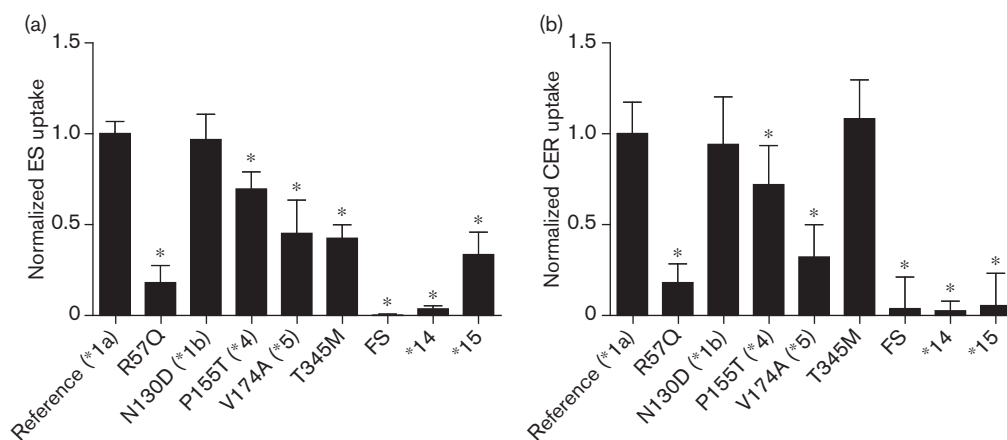 (a)
1.5
1.0
0.5
0
Normalized ES uptake
*
*
*
*
*
*
*
Reference (*1a)
R57Q
N130D (*1b)
P155T (*4)
V174A (*5)
T345M
FS
*14
*15
(b)
1.5
1.0
0.5
0
Normalized CER uptake
*
*
*
*
*
*
Reference (*1a)
R57Q
N130D (*1b)
P155T (*4)
V174A (*5)
T345M
FS
*14
*15